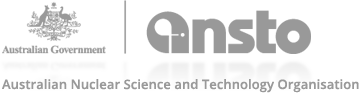 Australian Government
ansto
Australian Nuclear Science and Technology Organisation